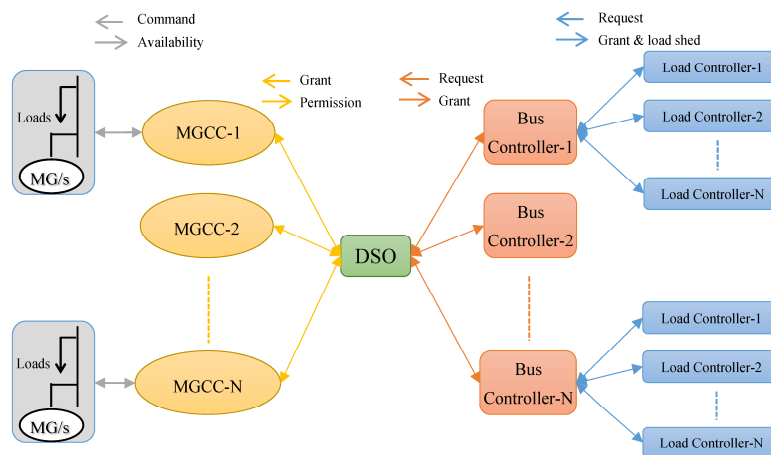 Command
Availability
Request
Grant & load shed
Grant
Permission
Request
Grant
Loads
MG/s
MGCC-1
MGCC-2
MGCC-N
Loads
MG/s
DSO
Bus
Controller-1
Bus
Controller-2
Bus
Controller-N
Load Controller-1
Load Controller-2
Load Controller-N
Load Controller-1
Load Controller-2
Load Controller-N